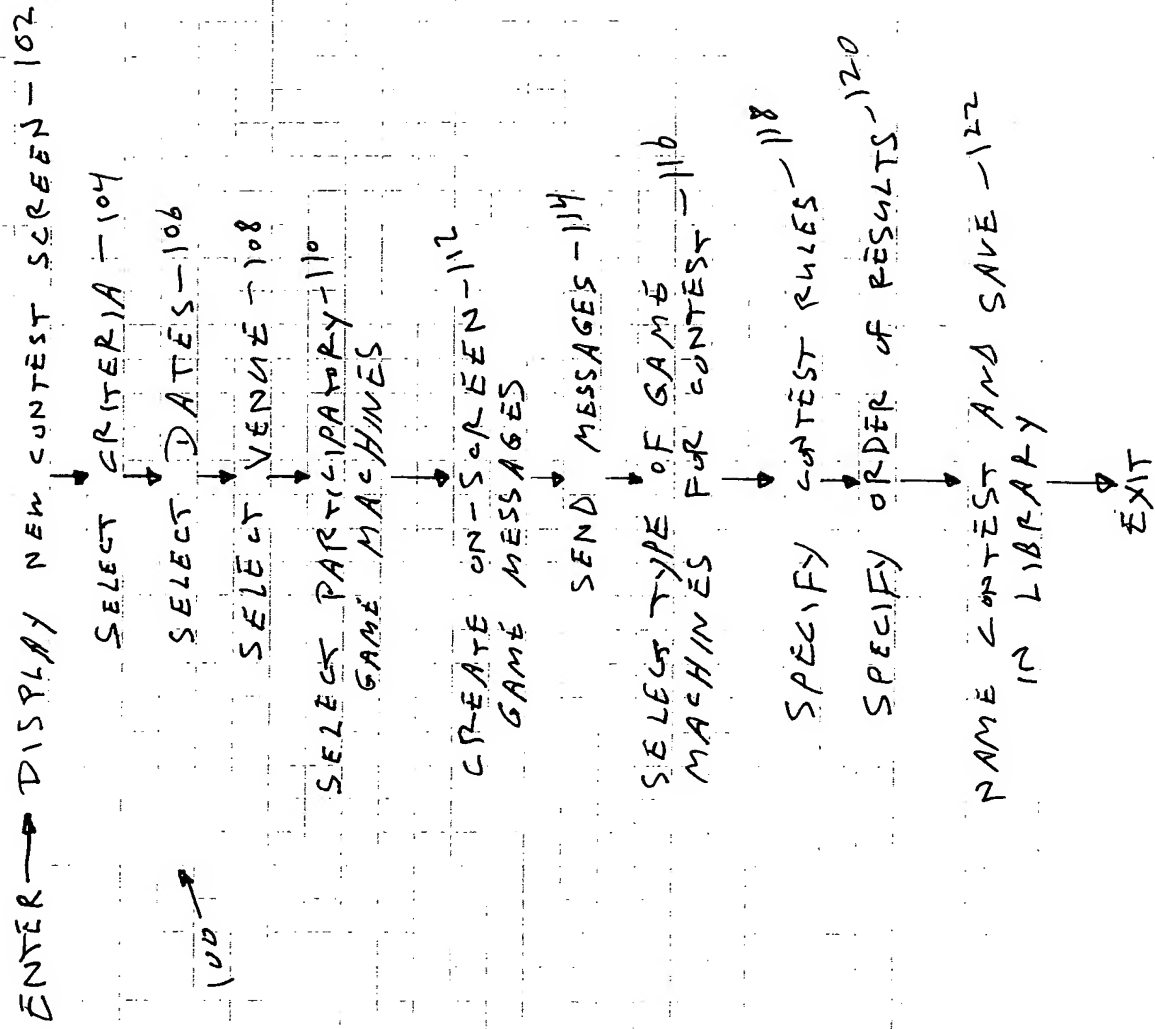 ENTER → DISPLAY NEW CONTEST SCREEN-102
SELECT CRITERIA-104
SELECT DATES-106
SELECT VENUE-108
SELECT PARTICIPATORY-110
GAME MACHINES
CREATE ON-SCREEN-112
GAME MESSAGES
SEND MESSAGES-114
SELECT TYPE OF GAME
MACHINES FOR CONTEST-116
SPECIFY CONTEST RULES-118
SPECIFY ORDER OF RESULTS-120
NAME CONTEST AND SAVE-122
IN LIBRARY
EXIT
100